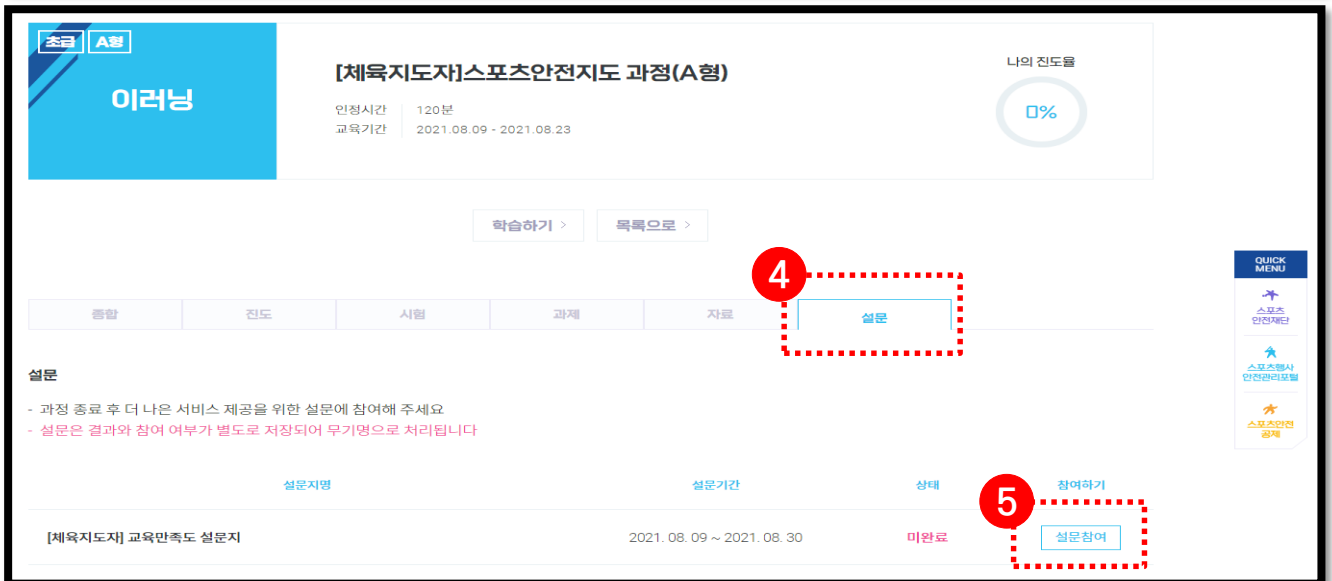 초급 A형
이러닝
[체육지도자]스포츠안전지도 과정(A형)
인정시간 120분
교육기간 2021.08.09 - 2021.08.23
나의 진도율
0%
학습하기 > 목록으로 >
4
종합 진도 시험 과제 자료 설문
QUICK
MENU
스포츠
안전재단
스포츠행사
안전관리포털
스포츠안전
공제
설문
- 과정 종료 후 더 나은 서비스 제공을 위한 설문에 참여해 주세요
- 설문은 결과와 참여 여부가 별도로 저장되어 무기명으로 처리됩니다
설문지명 설문기간 상태 참여하기
5
[체육지도자] 교육만족도 설문지 2021. 08. 09 ~ 2021. 08. 30 미완료 설문참여